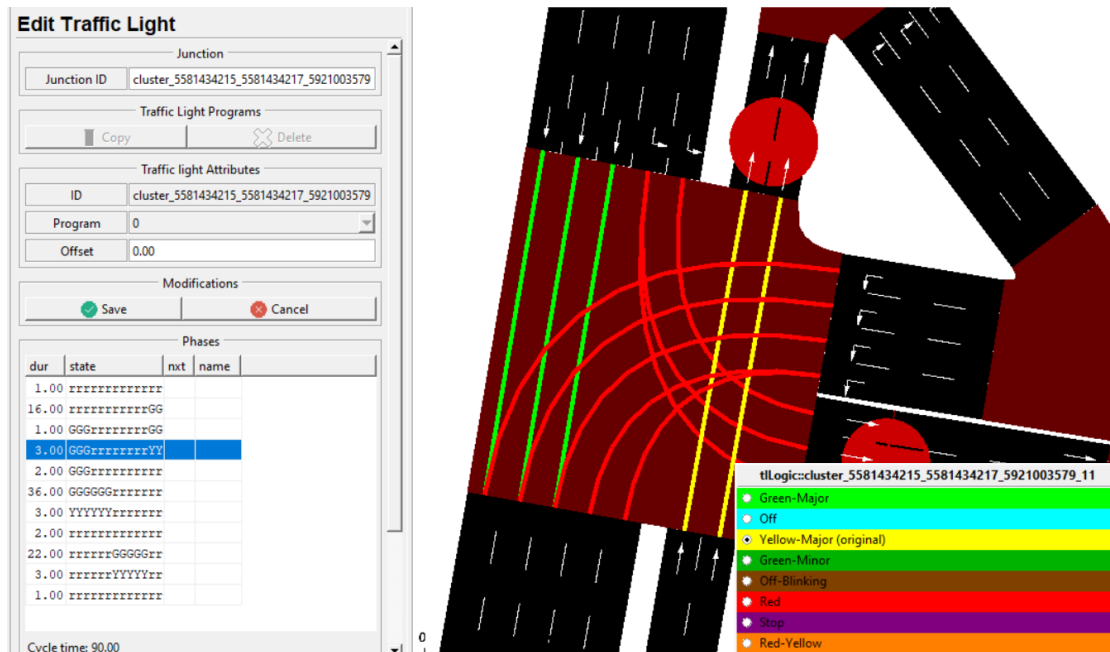 Edit Traffic Light
Junction
Junction ID cluster_5581434215_5581434217_5921003579
Traffic Light Programs
Copy Delete
Traffic light Attributes
ID cluster_5581434215_5581434217_5921003579
Program 0
Offset 0.00
Modifications
Save Cancel
Phases
dur state nxt name
1.00 rrrrrrrrrrrrr
16.00 rrrrrrrrrrrGG
1.00 GGGrrrrrrrrGG
3.00 GGGrrrrrrrrYY
2.00 GGGrrrrrrrrrr
36.00 GGGGGGrrrrrrr
3.00 YYYYYYrrrrrrr
2.00 rrrrrrrrrrrrr
22.00 rrrrrrGGGGGrr
3.00 rrrrrrYYYYYrr
1.00 rrrrrrrrrrrrr
Cycle time: 90.00
0
tlLogic::cluster_5581434215_5581434217_5921003579_11
Green-Major
Off
Yellow-Major (original)
Green-Minor
Off-Blinking
Red
Stop
Red-Yellow